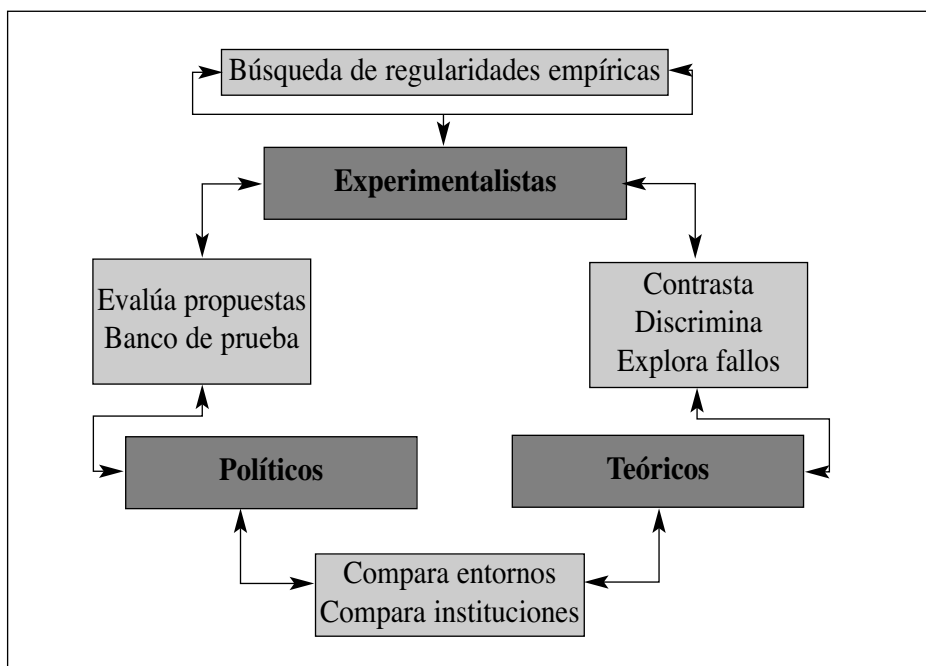 Búsqueda de regularidades empíricas
Experimentalistas
Evalúa propuestas
Banco de prueba
Contrasta
Discrimina
Explora fallos
Políticos
Teóricos
Compara entornos
Compara instituciones